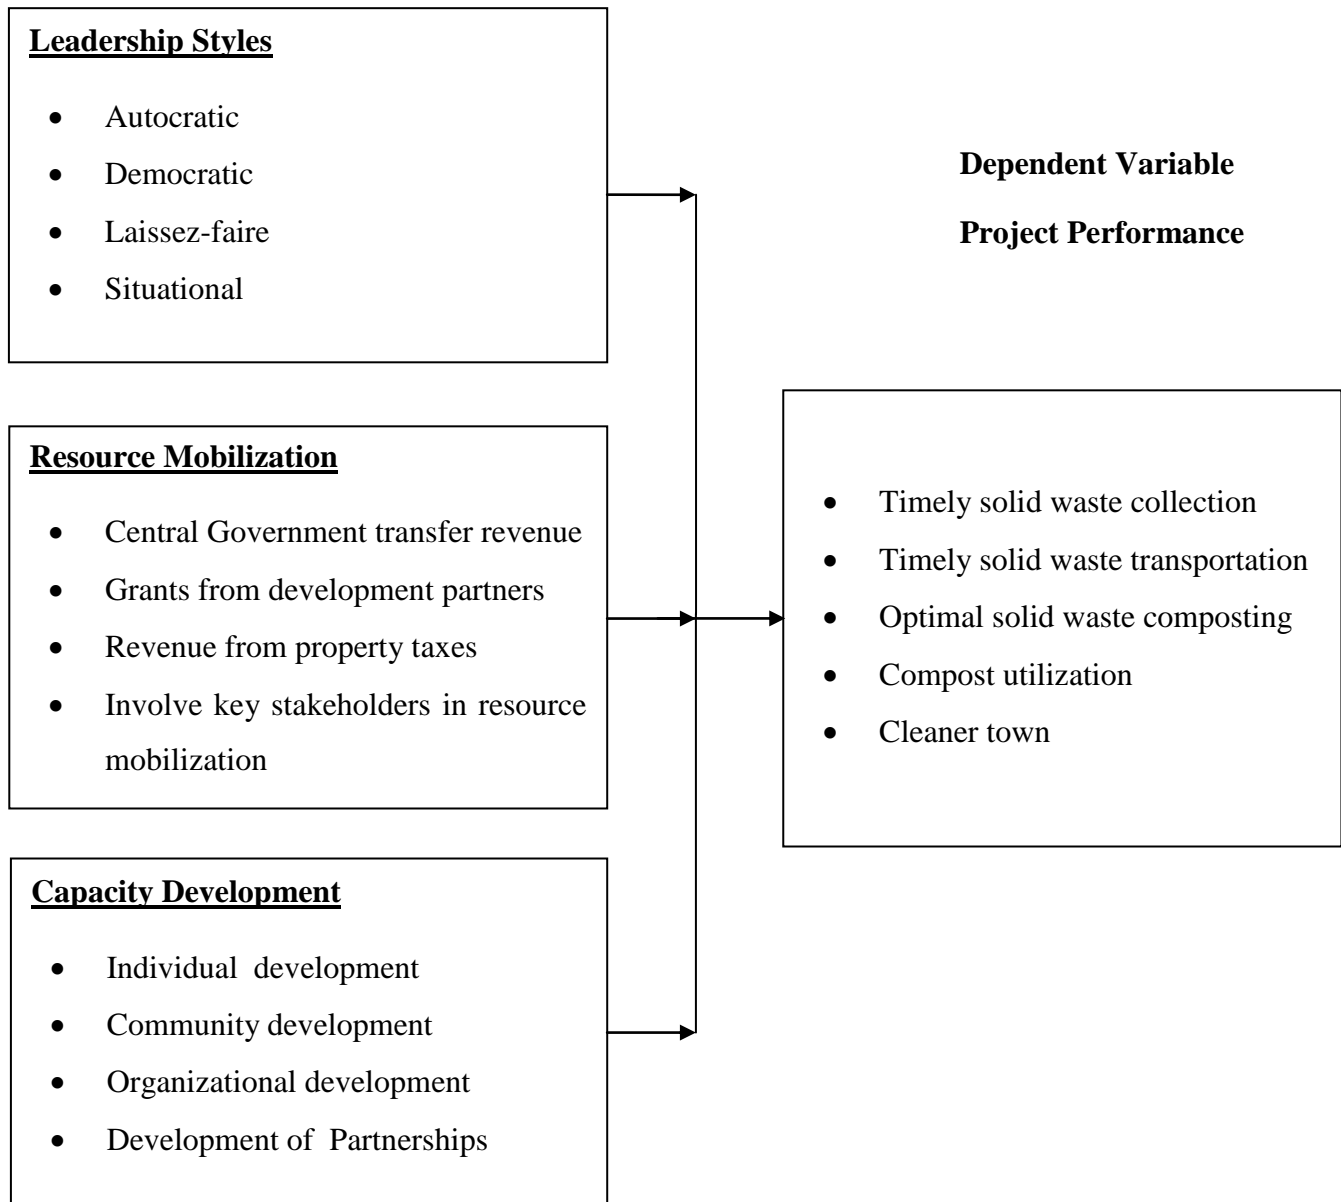 Leadership Styles
• Autocratic
• Democratic
• Laissez-faire
• Situational
Dependent Variable
Project Performance
Resource Mobilization
• Central Government transfer revenue
• Grants from development partners
• Revenue from property taxes
• Involve key stakeholders in resource
mobilization
• Timely solid waste collection
• Timely solid waste transportation
• Optimal solid waste composting
• Compost utilization
• Cleaner town
Capacity Development
• Individual development
• Community development
• Organizational development
• Development of Partnerships